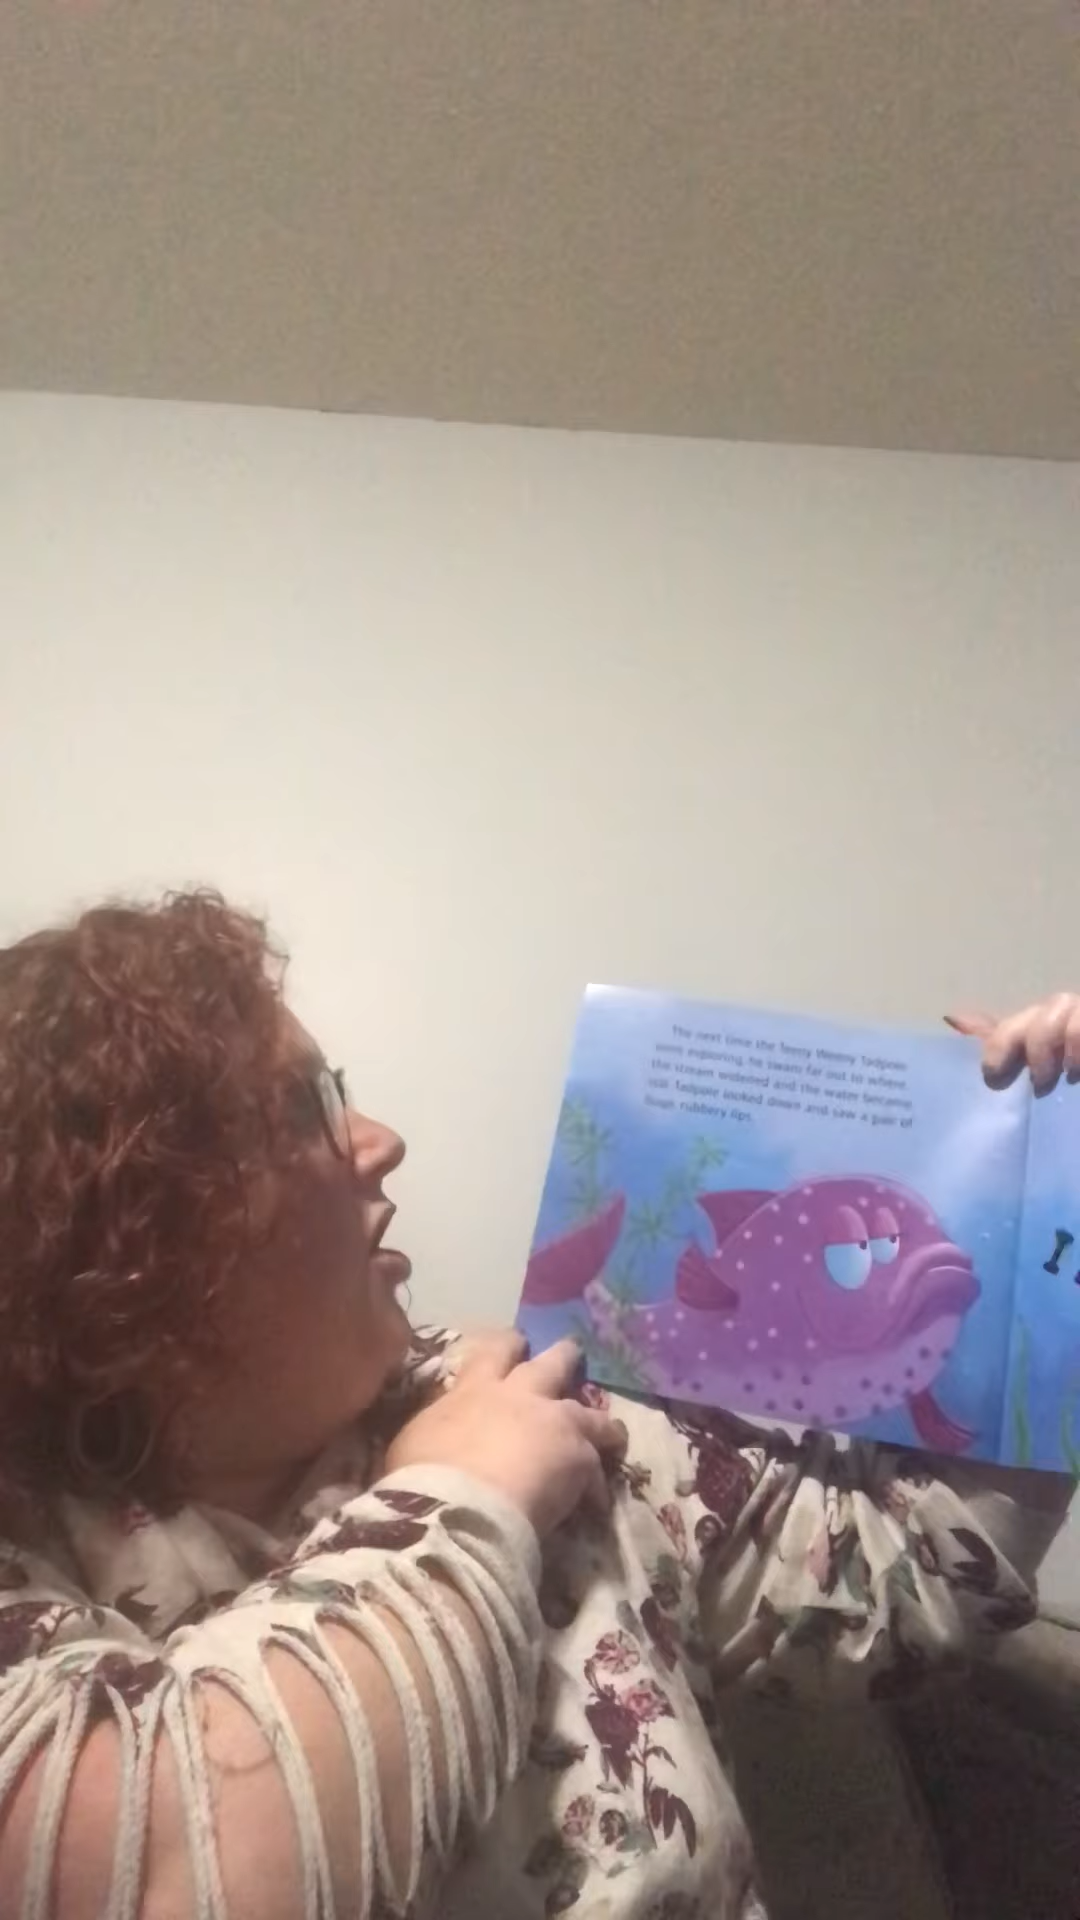 The next time the Teeny Weeny Tadpole
went exploring, he swam far out to where
the stream widened and the water became
still. Tadpole looked down and saw a pair of
huge rubbery lips.
I